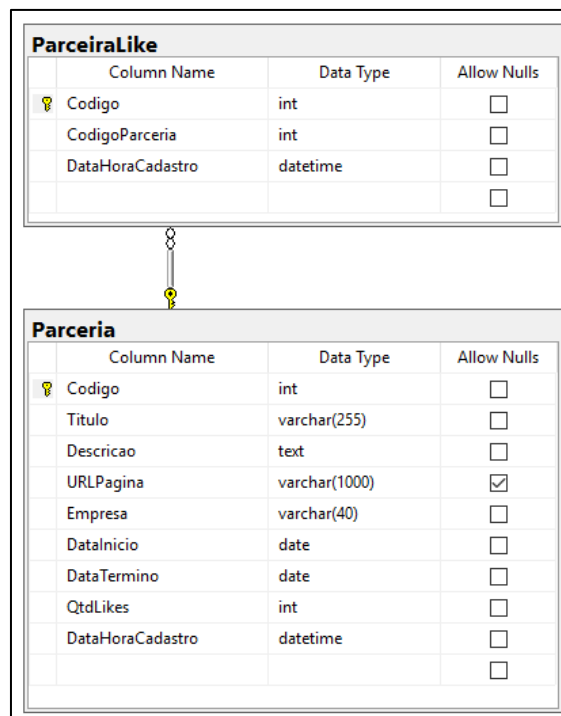 ParceiraLike
Column Name Data Type Allow Nulls
Codigo int
CodigoParceria int
DataHoraCadastro datetime
Parceria
Column Name Data Type Allow Nulls
Codigo int
Titulo varchar(255)
Descricao text
URLPagina varchar(1000)
Empresa varchar(40)
DataInicio date
DataTermino date
QtdLikes int
DataHoraCadastro datetime